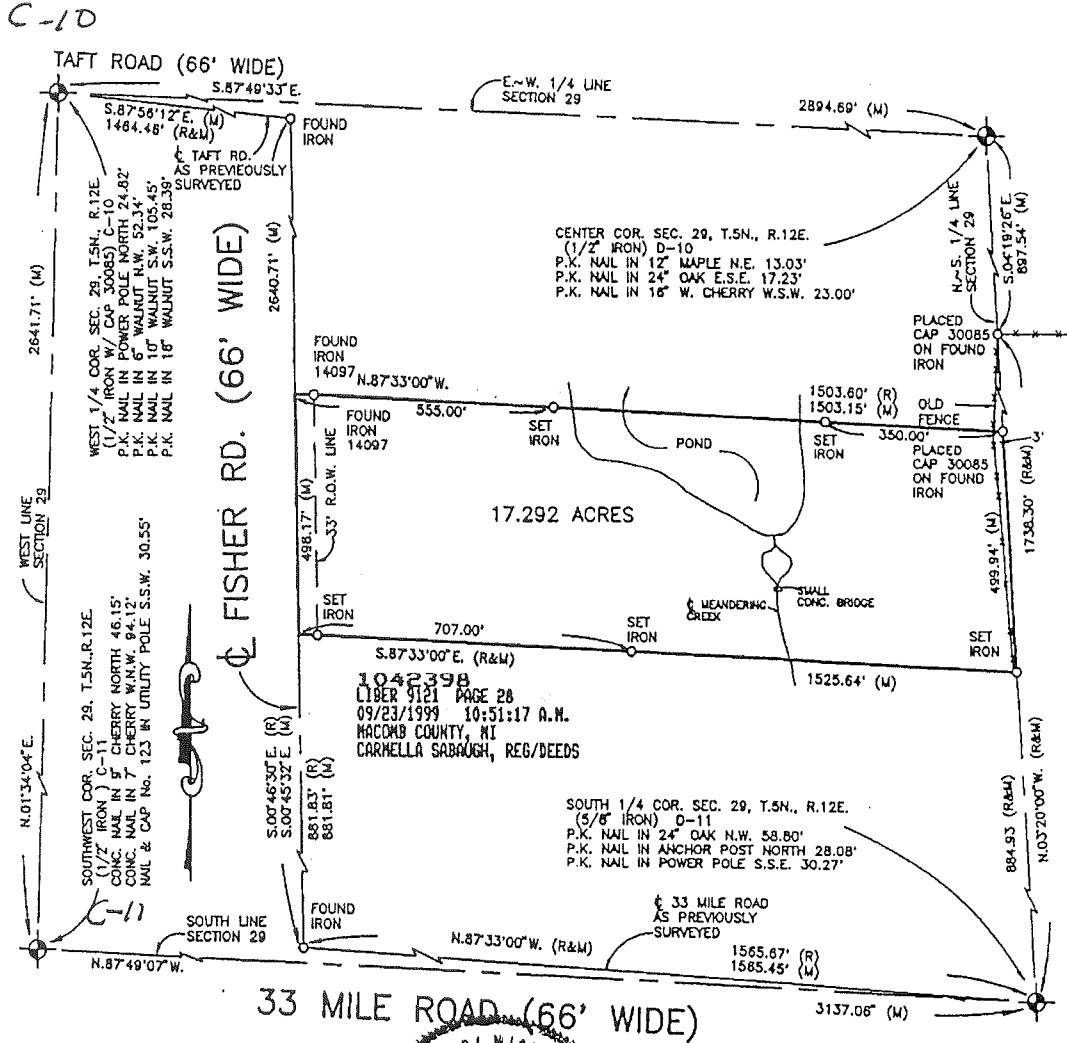 C-10
TAFT ROAD (66' WIDE)
S.87°49'33"E.
E.~W. 1/4 LINE
SECTION 29
2894.69' (M)
S.87°56'12"E. (M)
1464.46' (R&M)
FOUND
IRON
℄ TAFT RD.
AS PREVIEOUSLY
SURVEYED
2641.71' (M)
WEST 1/4 COR. SEC. 29, T.5N., R.12E.
(1/2" IRON W/ CAP 30085) C-10
P.K. NAIL IN POWER POLE NORTH 24.82'
P.K. NAIL IN 6" WALNUT N.W. 52.34'
P.K. NAIL IN 10" WALNUT S.W. 105.45'
P.K. NAIL IN 16" WALNUT S.S.W. 28.39'
2640.71' (M)
℄ FISHER RD. (66' WIDE)
CENTER COR. SEC. 29, T.5N., R.12E.
(1/2" IRON) D-10
P.K. NAIL IN 12" MAPLE N.E. 13.03'
P.K. NAIL IN 24" OAK E.S.E. 17.23'
P.K. NAIL IN 16" W. CHERRY W.S.W. 23.00'
N.~S. 1/4 LINE
SECTION 29
S.04°19'26"E.
897.54' (M)
PLACED
CAP 30085
ON FOUND
IRON
FOUND
IRON
14097
N.87°33'00"W.
555.00'
FOUND
IRON
14097
SET
IRON
POND
1503.60' (R)
1503.15' (M)
OLD
FENCE
SET
IRON
350.00'
3'
PLACED
CAP 30085
ON FOUND
IRON
1738.30' (R&M)
499.94' (M)
498.17' (M)
33' R.O.W. LINE
17.292 ACRES
SMALL
CONC. BRIDGE
℄ MEANDERING
CREEK
WEST LINE
SECTION 29
SET
IRON
707.00'
SET
IRON
SET
IRON
S.87°33'00"E. (R&M)
1525.64' (M)
1042398
LIBER 9121 PAGE 28
09/23/1999 10:51:17 A.M.
MACOMB COUNTY, MI
CARMELLA SABAUGH, REG/DEEDS
N.01°34'04"E.
SOUTHWEST COR. SEC. 29, T.5N.,R.12E.
(1/2" IRON ) C-11
CONC. NAIL IN 9" CHERRY NORTH 46.15'
CONC. NAIL IN 7" CHERRY W.N.W. 94.12'
NAIL & CAP No. 123 IN UTILITY POLE S.S.W. 30.55'
S.00°46'30"E. (R)
S.00°45'32"E. (M)
881.83' (R)
881.81' (M)
SOUTH 1/4 COR. SEC. 29, T.5N., R.12E.
(5/8" IRON) D-11
P.K. NAIL IN 24" OAK N.W. 58.80'
P.K. NAIL IN ANCHOR POST NORTH 28.08'
P.K. NAIL IN POWER POLE S.S.E. 30.27'
884.93 (R&M)
N.03°20'00"W. (R&M)
C-11
SOUTH LINE
SECTION 29
FOUND
IRON
℄ 33 MILE ROAD
AS PREVIOUSLY
SURVEYED
N.87°49'07"W.
N.87°33'00"W. (R&M)
1565.67' (R)
1565.45' (M)
33 MILE ROAD (66' WIDE)
3137.06' (M)